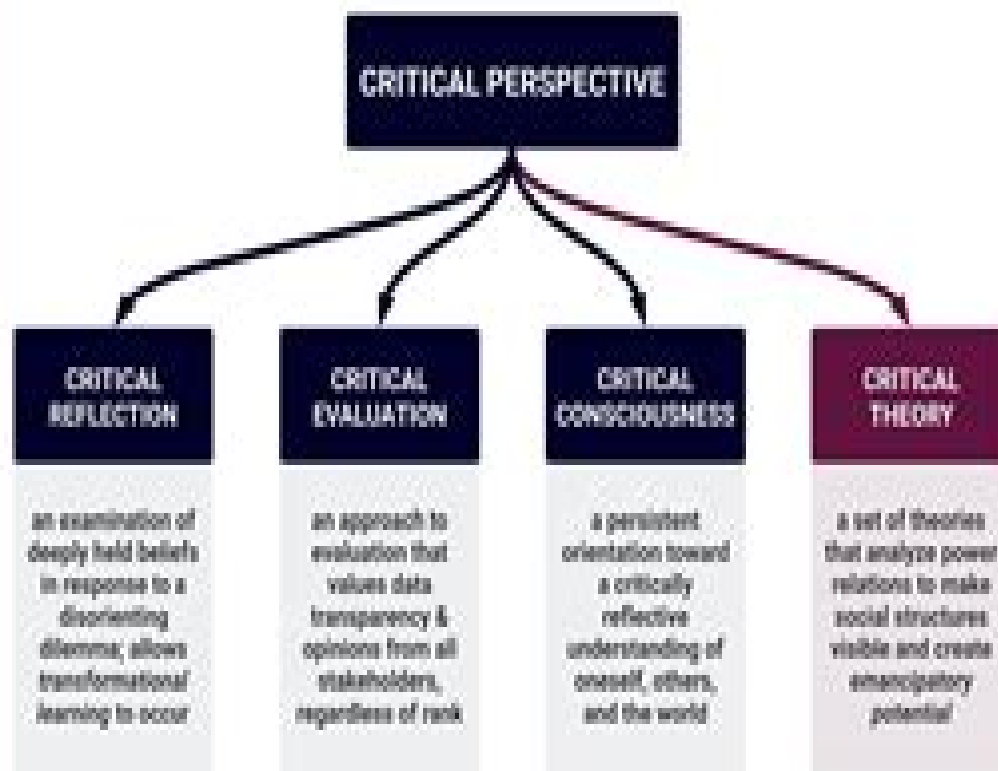 CRITICAL PERSPECTIVE
CRITICAL
REFLECTION
an examination of
deeply held beliefs
in response to a
disorienting
dilemma; allows
transformational
learning to occur
CRITICAL
EVALUATION
an approach to
evaluation that
values data
transparency &
opinions from all
stakeholders,
regardless of rank
CRITICAL
CONSCIOUSNESS
a persistent
orientation toward
a critically
reflective
understanding of
oneself, others,
and the world
CRITICAL
THEORY
a set of theories
that analyze power
relations to make
social structures
visible and create
emancipatory
potential